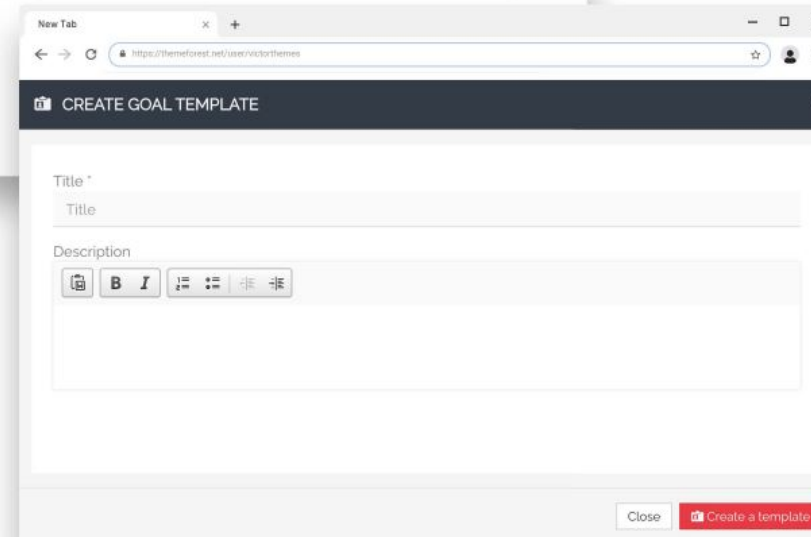 New Tab
https://themeforest.net/user/victorthemes
CREATE GOAL TEMPLATE
Title *
Title
Description
B I
Close Create a template